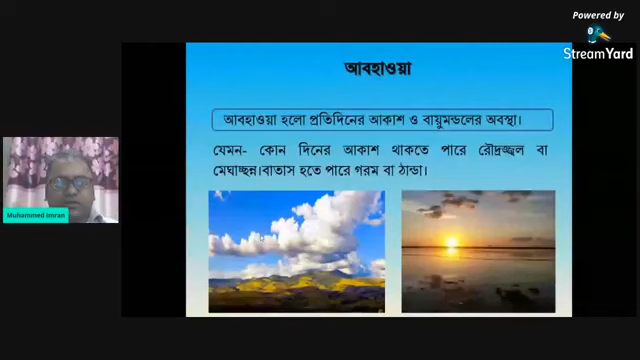 Powered by
StreamYard
আবহাওয়া
আবহাওয়া হলো প্রতিদিনের আকাশ ও বায়ুমন্ডলের অবস্থা।
যেমন- কোন দিনের আকাশ থাকতে পারে রৌদ্রজ্জ্বল বা
মেঘাচ্ছন্ন।বাতাস হতে পারে গরম বা ঠান্ডা।
Muhammed Imran